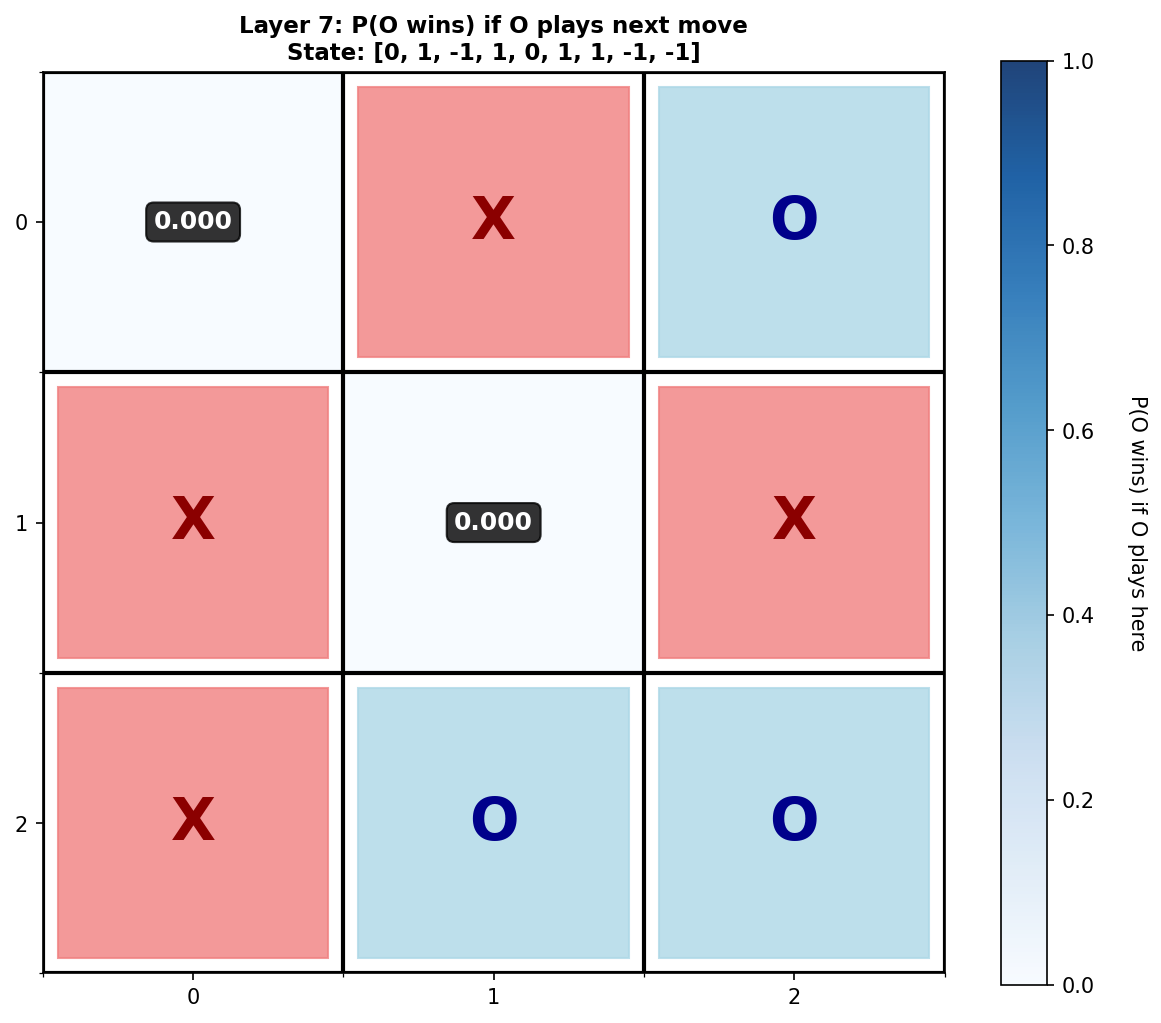 Layer 7: P(O wins) if O plays next move
State: [0, 1, -1, 1, 0, 1, 1, -1, -1]
0 0.000 X O
1 X 0.000 X
2 X O O
0 1 2
1.0
0.8
0.6
0.4
0.2
0.0
P(O wins) if O plays here